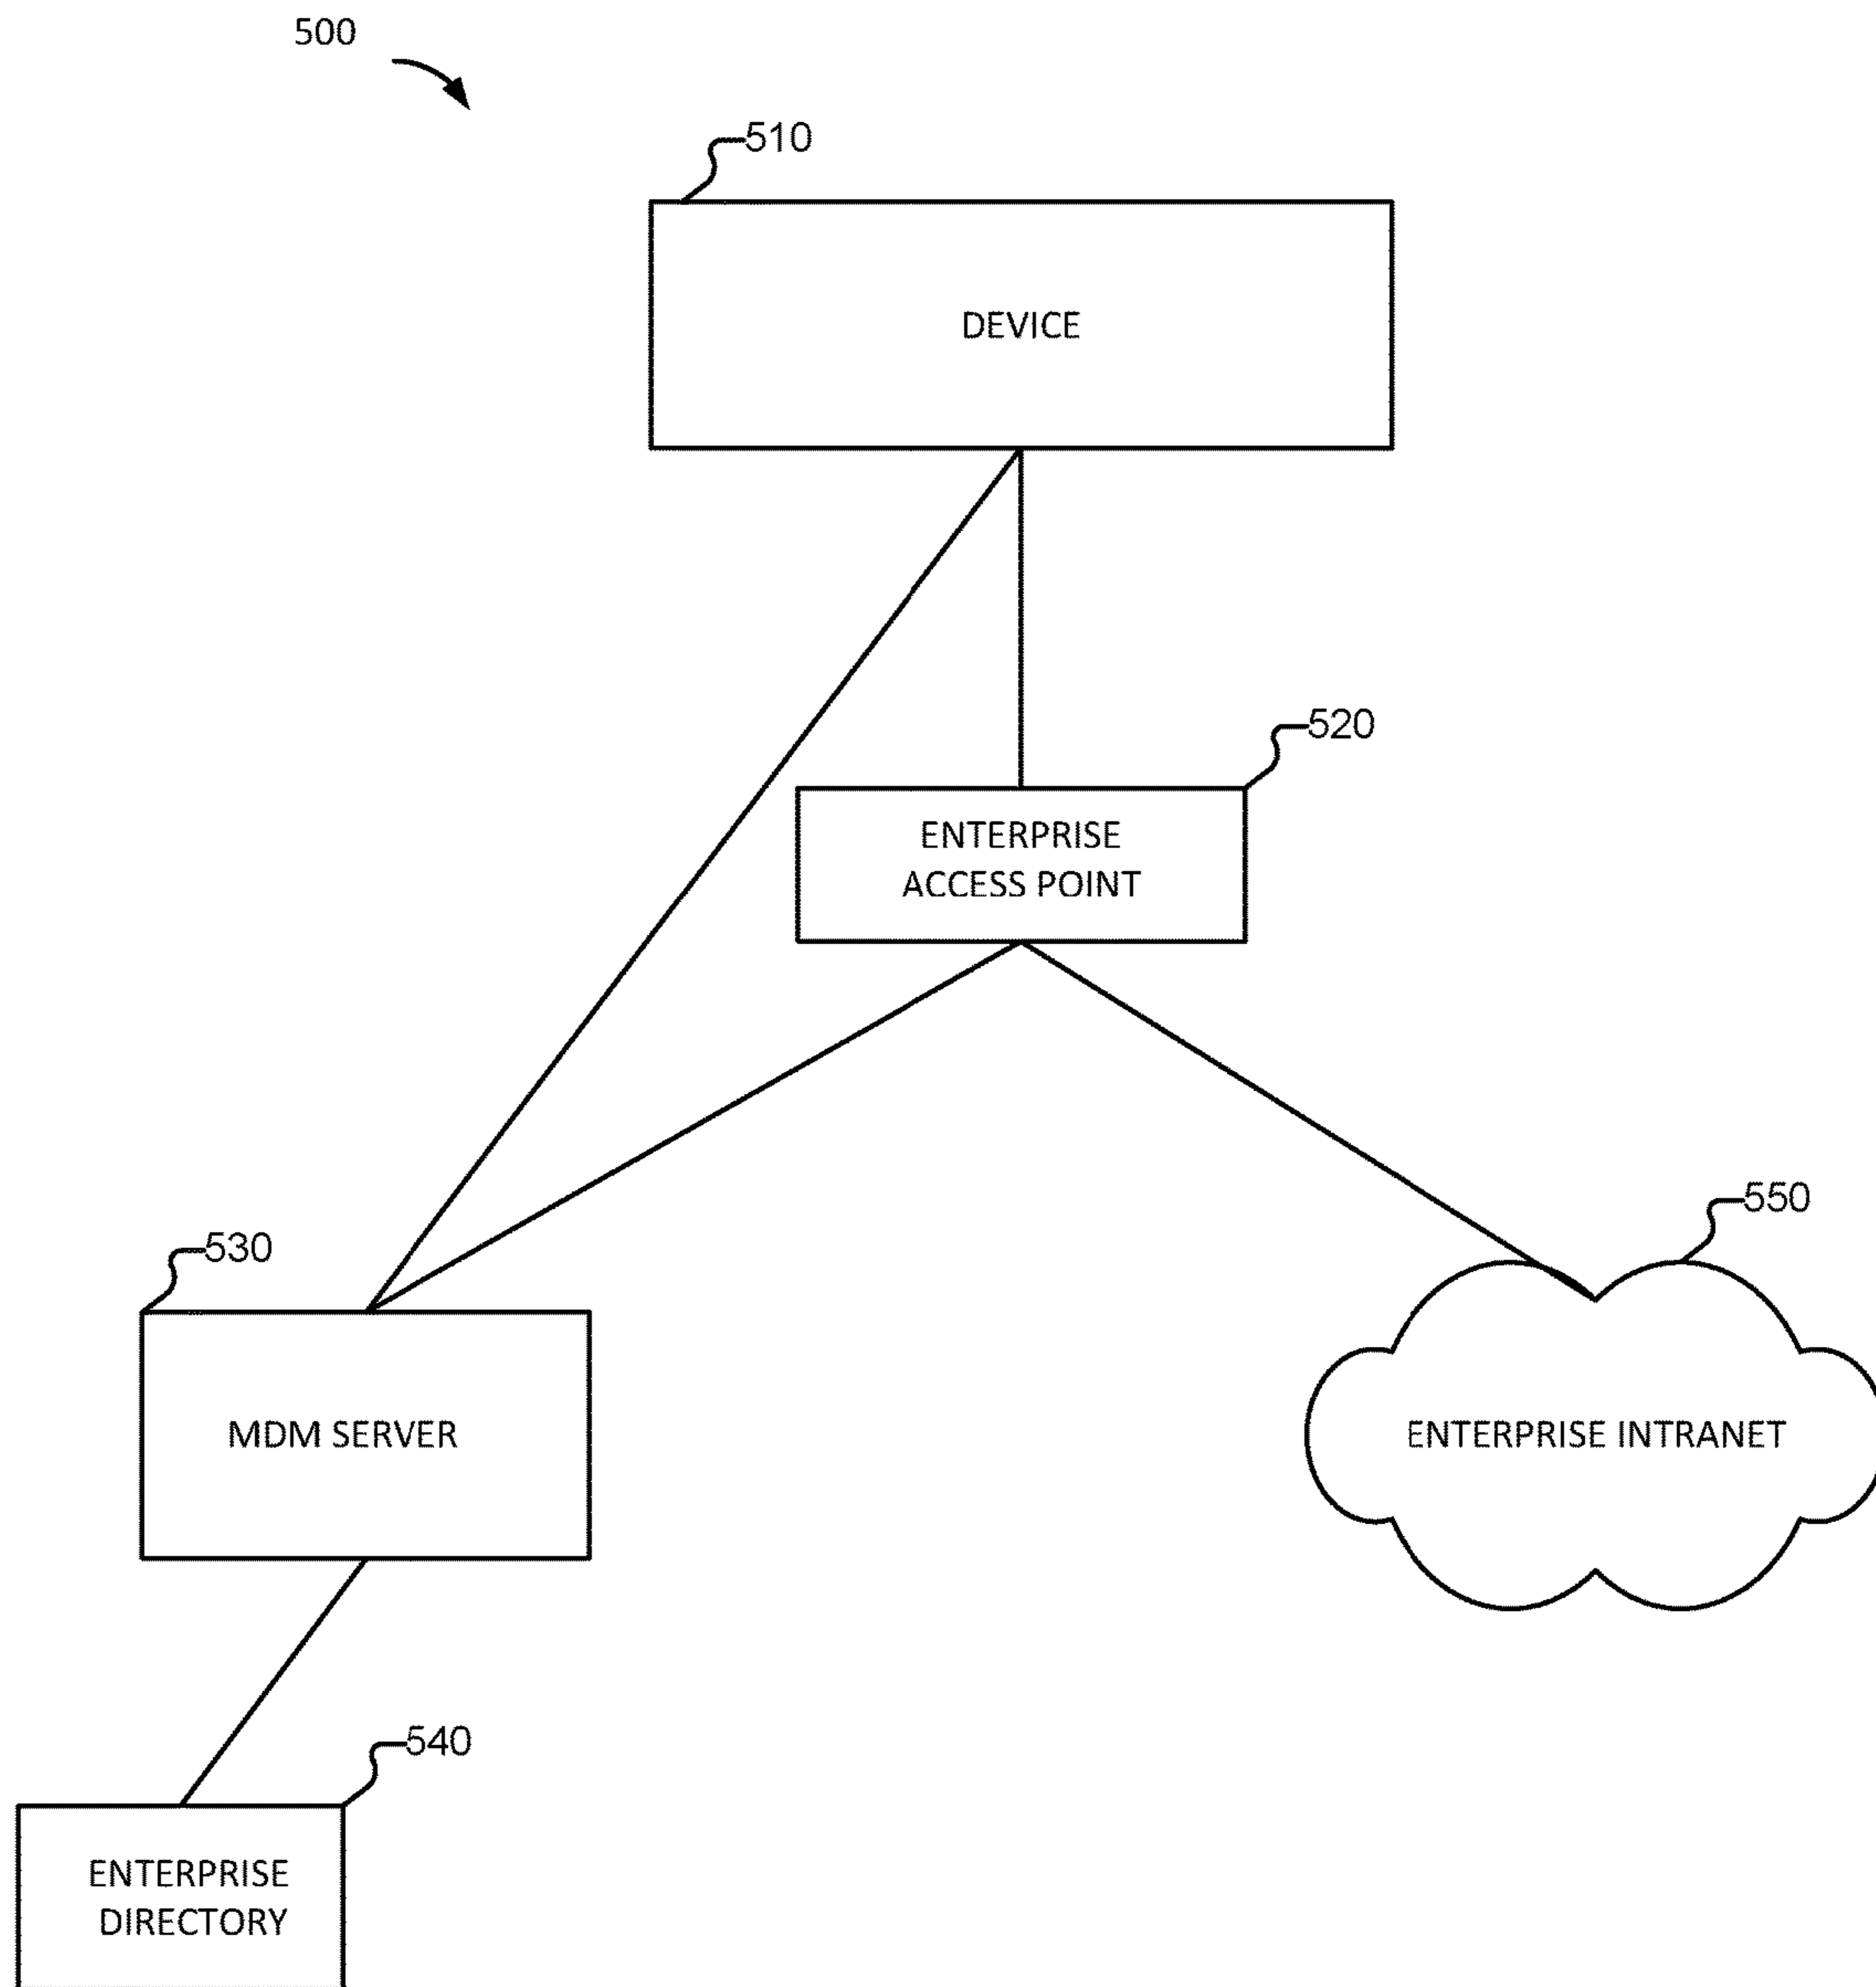 500
510
DEVICE
520
ENTERPRISE
ACCESS POINT
550
530
MDM SERVER
ENTERPRISE INTRANET
540
ENTERPRISE
DIRECTORY